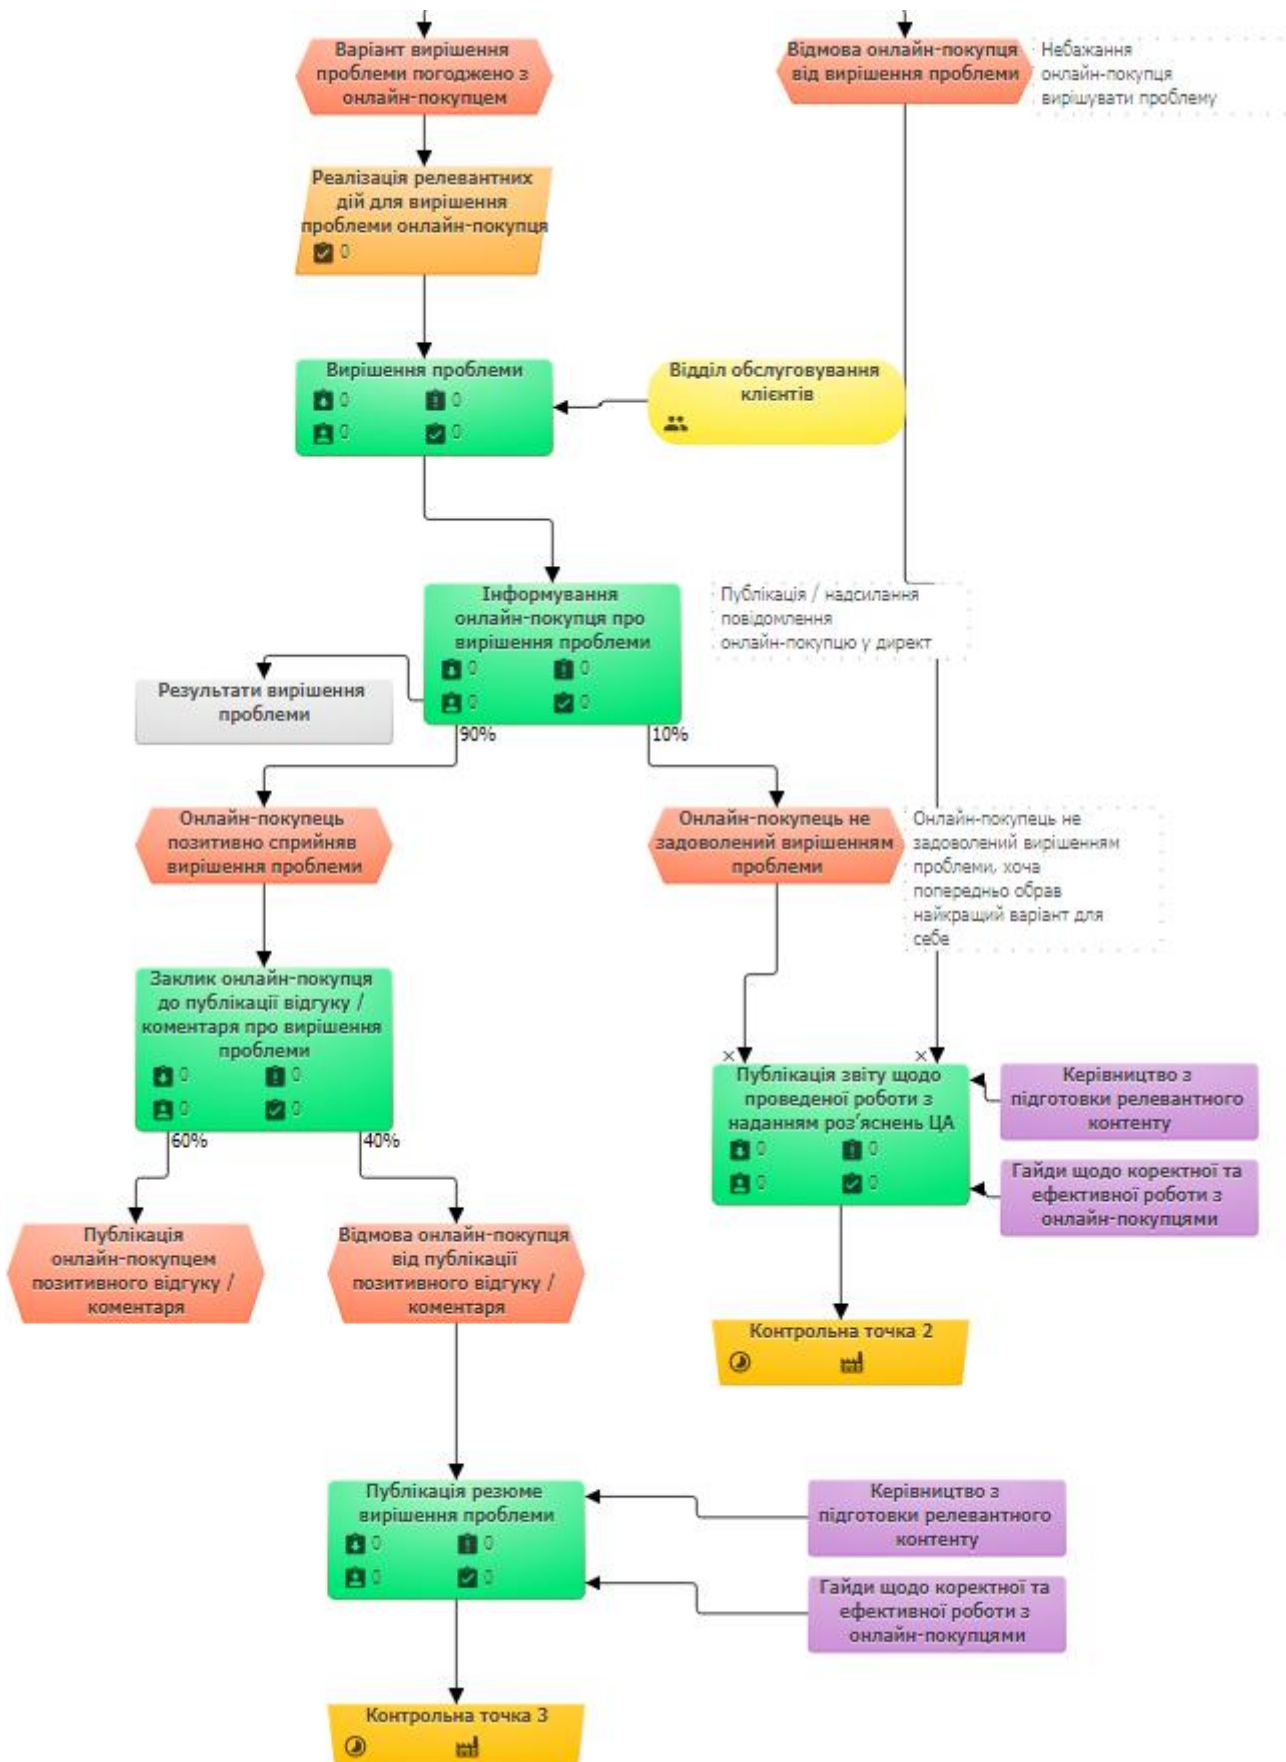 Варіант вирішення
проблеми погоджено з
онлайн-покупцем
Відмова онлайн-покупця
від вирішення проблеми
Небажання
онлайн-покупця
вирішувати проблему
Реалізація релевантних
дій для вирішення
проблеми онлайн-покупця
0
Вирішення проблеми
0 0
0 0
Відділ обслуговування
клієнтів
Інформування
онлайн-покупця про
вирішення проблеми
0 0
0 0
Публікація / надсилання
повідомлення
онлайн-покупцю у директ
Результати вирішення
проблеми
90%
10%
Онлайн-покупець
позитивно сприйняв
вирішення проблеми
Онлайн-покупець не
задоволений вирішенням
проблеми
Онлайн-покупець не
задоволений вирішенням
проблеми, хоча
попередньо обрав
найкращий варіант для
себе
Заклик онлайн-покупця
до публікації відгуку /
коментаря про вирішення
проблеми
0 0
0 0
60%
40%
× ×
Публікація звіту щодо
проведеної роботи з
наданням роз’яснень ЦА
0 0
0 0
Керівництво з
підготовки релевантного
контенту
Гайди щодо коректної та
ефективної роботи з
онлайн-покупцями
Публікація
онлайн-покупцем
позитивного відгуку /
коментаря
Відмова онлайн-покупця
від публікації
позитивного відгуку /
коментаря
Контрольна точка 2
Публікація резюме
вирішення проблеми
0 0
0 0
Керівництво з
підготовки релевантного
контенту
Гайди щодо коректної та
ефективної роботи з
онлайн-покупцями
Контрольна точка 3